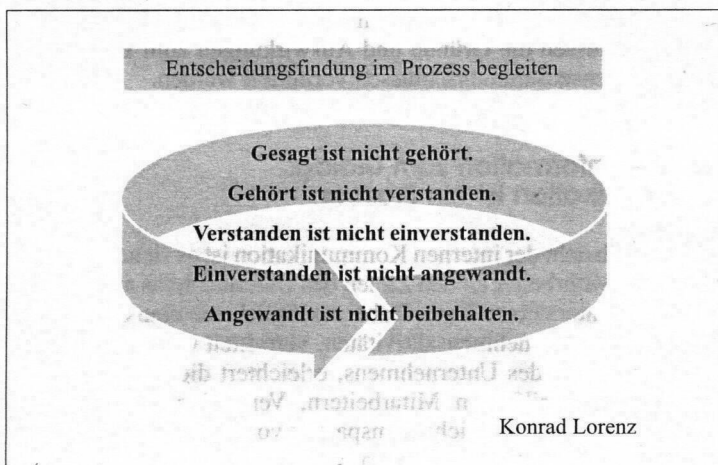 Entscheidungsfindung im Prozess begleiten
Gesagt ist nicht gehört.
Gehört ist nicht verstanden.
Verstanden ist nicht einverstanden.
Einverstanden ist nicht angewandt.
Angewandt ist nicht beibehalten.
Konrad Lorenz